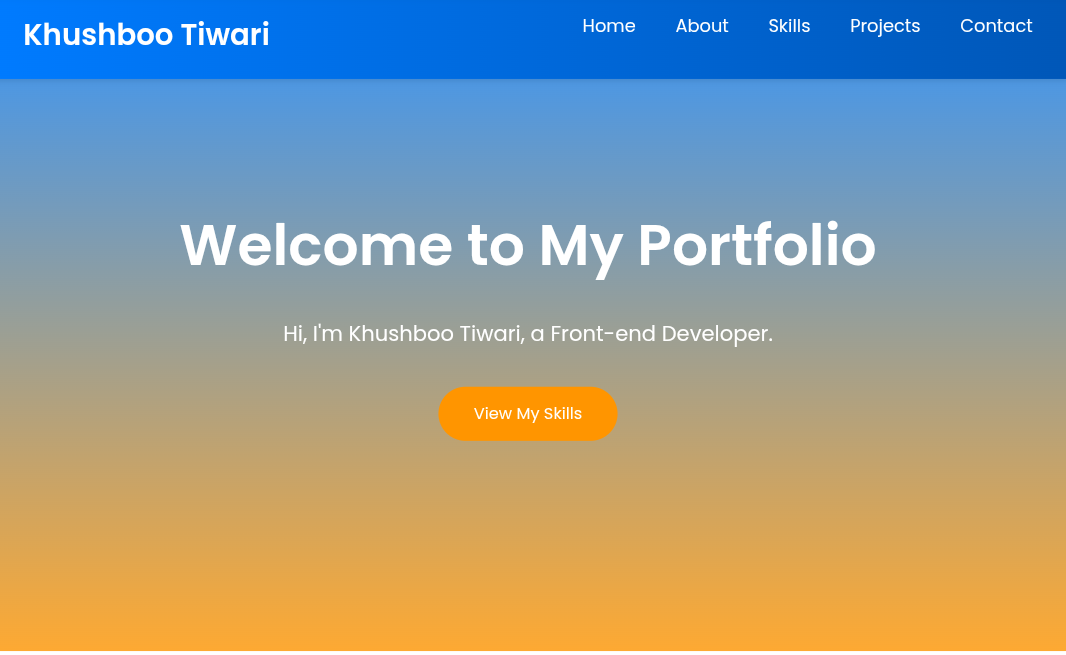 Khushboo Tiwari
Home About Skills Projects Contact
Welcome to My Portfolio
Hi, I'm Khushboo Tiwari, a Front-end Developer.
View My Skills